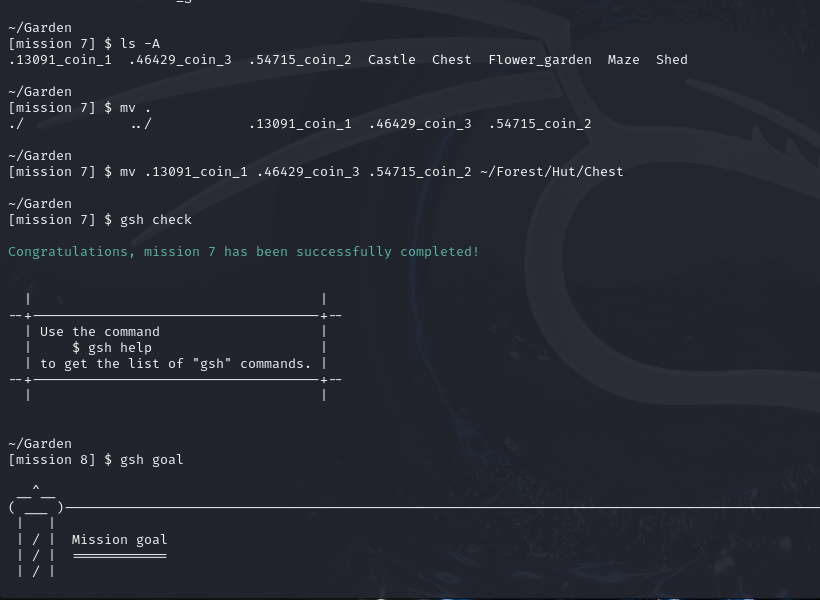 ~/Garden
[mission 7] $ ls -A
.13091_coin_1  .46429_coin_3  .54715_coin_2  Castle  Chest  Flower_garden  Maze  Shed
~/Garden
[mission 7] $ mv .
./             ../            .13091_coin_1  .46429_coin_3  .54715_coin_2
~/Garden
[mission 7] $ mv .13091_coin_1 .46429_coin_3 .54715_coin_2 ~/Forest/Hut/Chest
~/Garden
[mission 7] $ gsh check
Congratulations, mission 7 has been successfully completed!
Use the command
$ gsh help
to get the list of "gsh" commands.
~/Garden
[mission 8] $ gsh goal
Mission goal